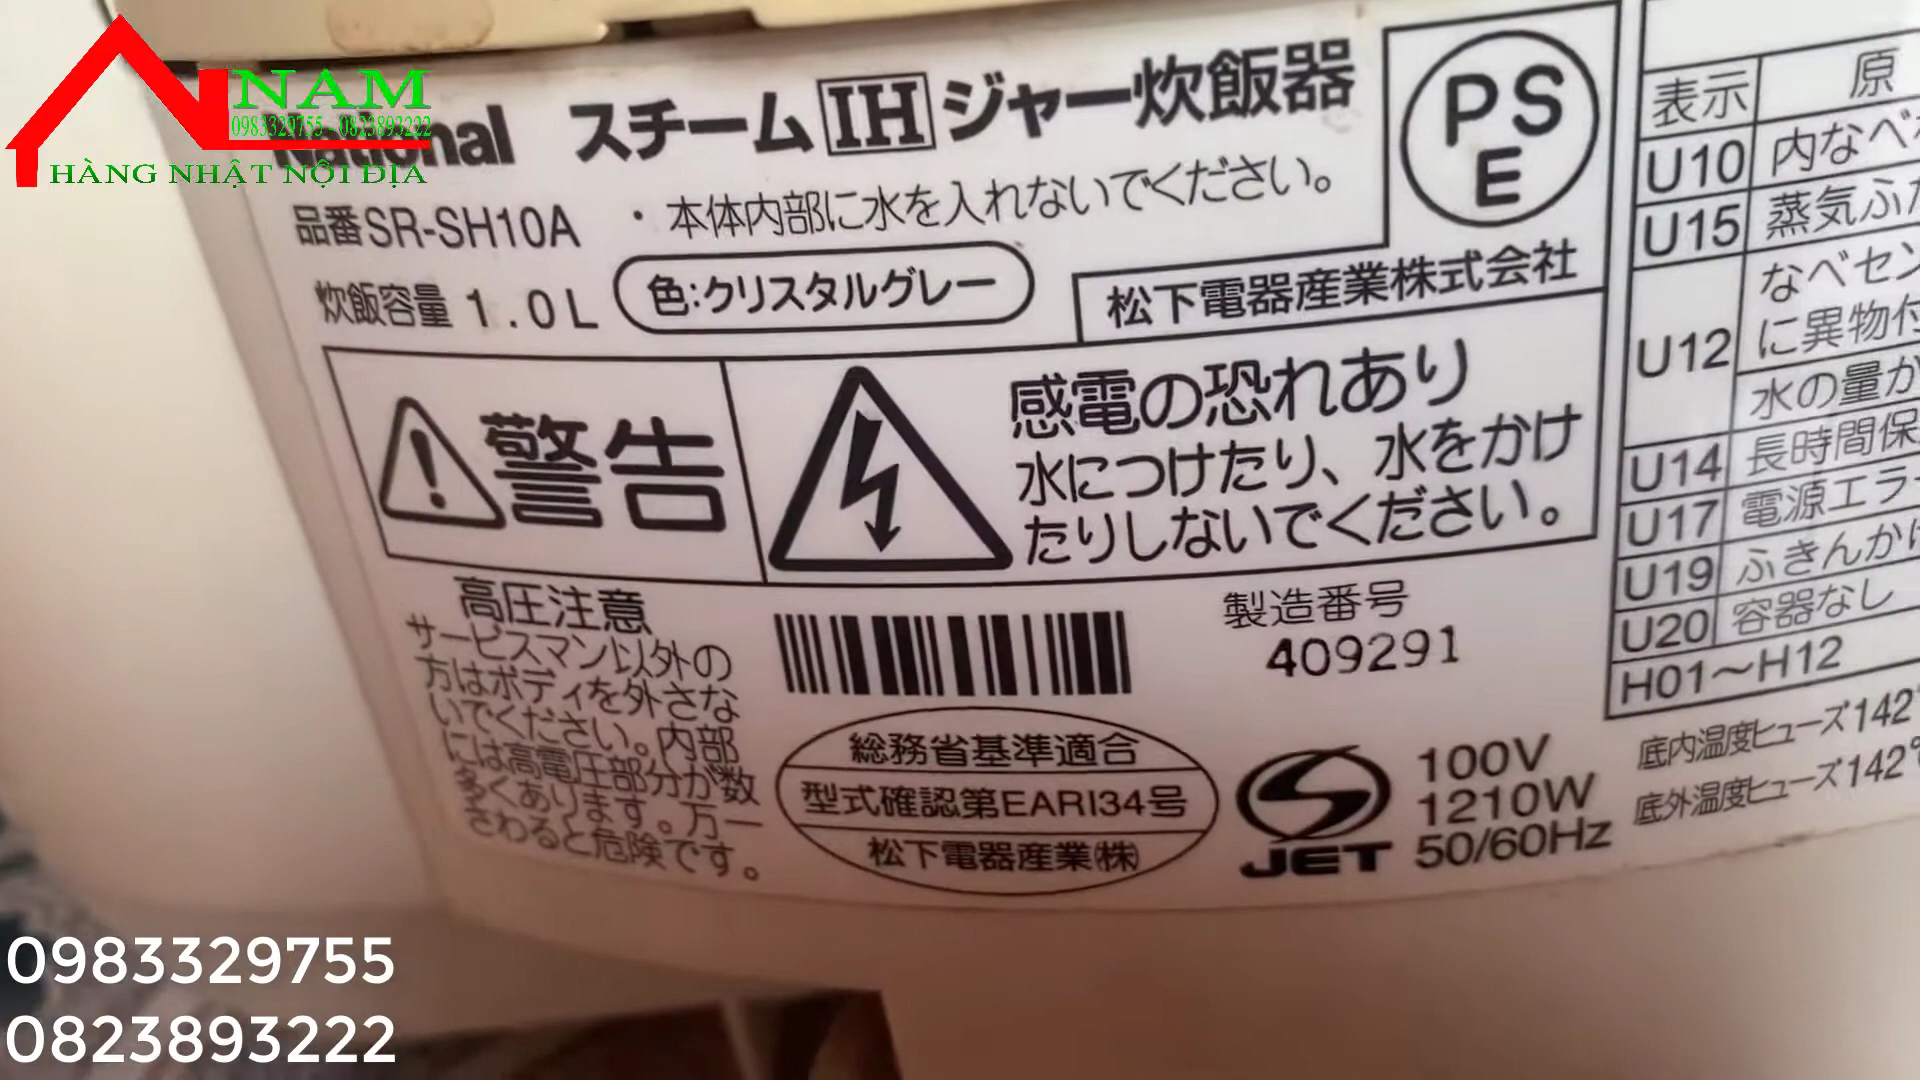 NAM
0983329755 - 0823893222
HÀNG NHẬT NỘI ĐỊA
National スチームIHジャー炊飯器
品番SR-SH10A ・本体内部に水を入れないでください。
炊飯容量 1.0L 色:クリスタルグレー
PSE
松下電器産業株式会社
警告
感電の恐れあり
水につけたり、水をかけ
たりしないでください。
高圧注意
サービスマン以外の
方はボディを外さな
いでください。内部
には高電圧部分が数
多くあります。万一
さわると危険です。
製造番号
409291
総務省基準適合
型式確認第EARI34号
松下電器産業㈱
JET
100V
1210W
50/60Hz
表示 原
U10 内なべ
U15 蒸気ふた
U12 なべセン
に異物付
水の量か
U14 長時間保
U17 電源エラー
U19 ふきんか
U20 容器なし
H01〜H12
底内温度ヒューズ142°
底外温度ヒューズ142°
0983329755
0823893222